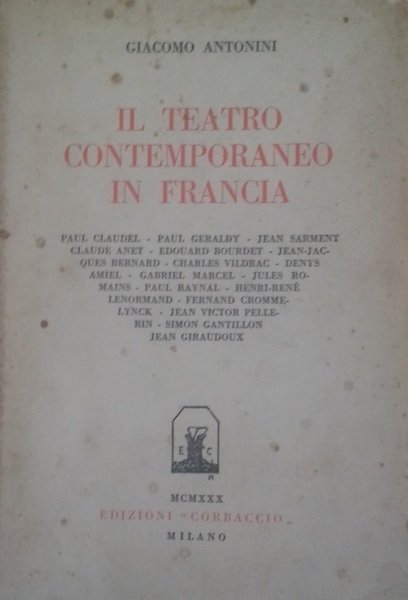 GIACOMO ANTONINI
IL TEATRO
CONTEMPORANEO
IN FRANCIA
PAUL CLAUDEL - PAUL GERALDY - JEAN SARMENT
CLAUDE ANET - EDOUARD BOURDET - JEAN-JAC-
QUES BERNARD - CHARLES VILDRAC - DENYS
AMIEL - GABRIEL MARCEL - JULES RO-
MAINS - PAUL RAYNAL - HENRI-RENÉ
LENORMAND - FERNAND CROMME-
LYNCK - JEAN VICTOR PELLE-
RIN - SIMON GANTILLON
JEAN GIRAUDOUX
E C
MCMXXX
EDIZIONI "CORBACCIO„
MILANO